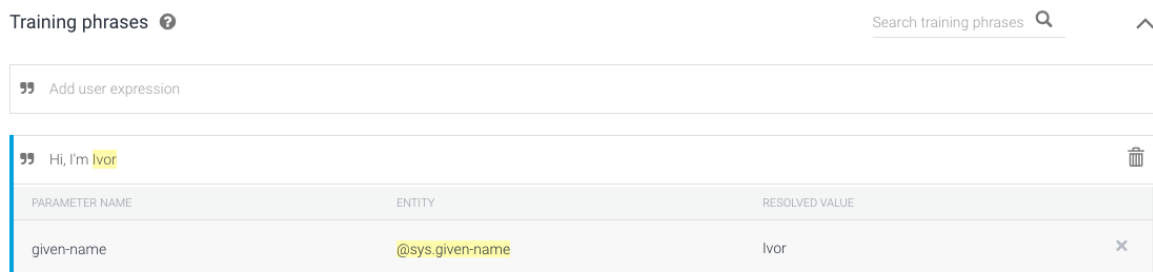 Training phrases ?
Search training phrases
Add user expression
Hi, I'm Ivor
PARAMETER NAME ENTITY RESOLVED VALUE
given-name @sys.given-name Ivor